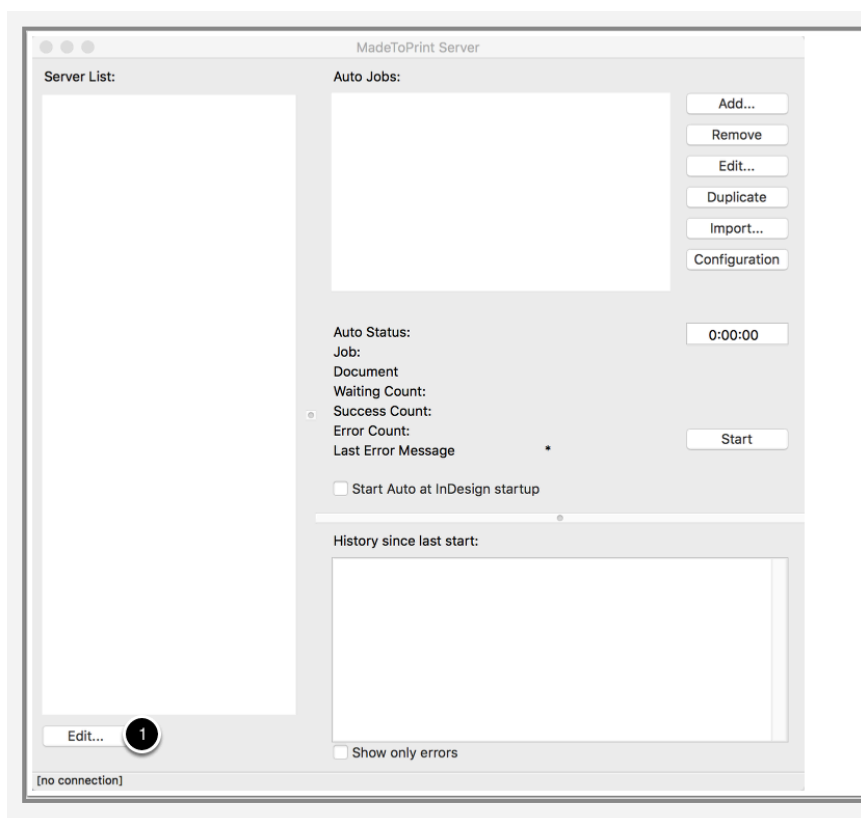 MadeToPrint Server
Server List:
Auto Jobs:
Add...
Remove
Edit...
Duplicate
Import...
Configuration
Auto Status:
0:00:00
Job:
Document
Waiting Count:
Success Count:
Error Count:
Start
Last Error Message *
Start Auto at InDesign startup
History since last start:
Edit... 1
Show only errors
[no connection]